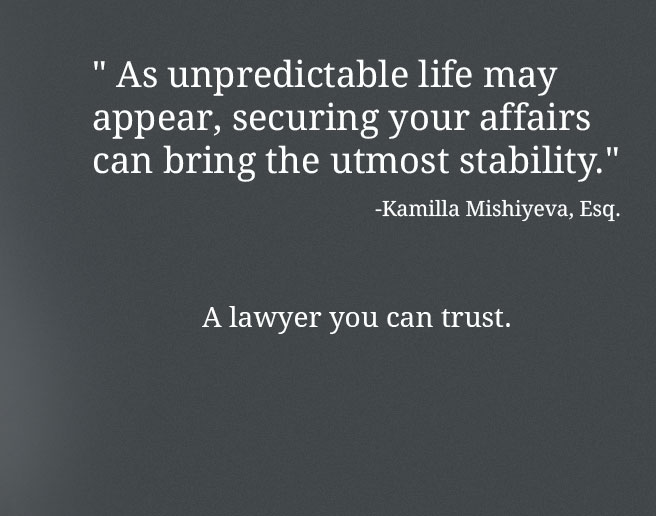 " As unpredictable life may
appear, securing your affairs
can bring the utmost stability."
-Kamilla Mishiyeva, Esq.
A lawyer you can trust.